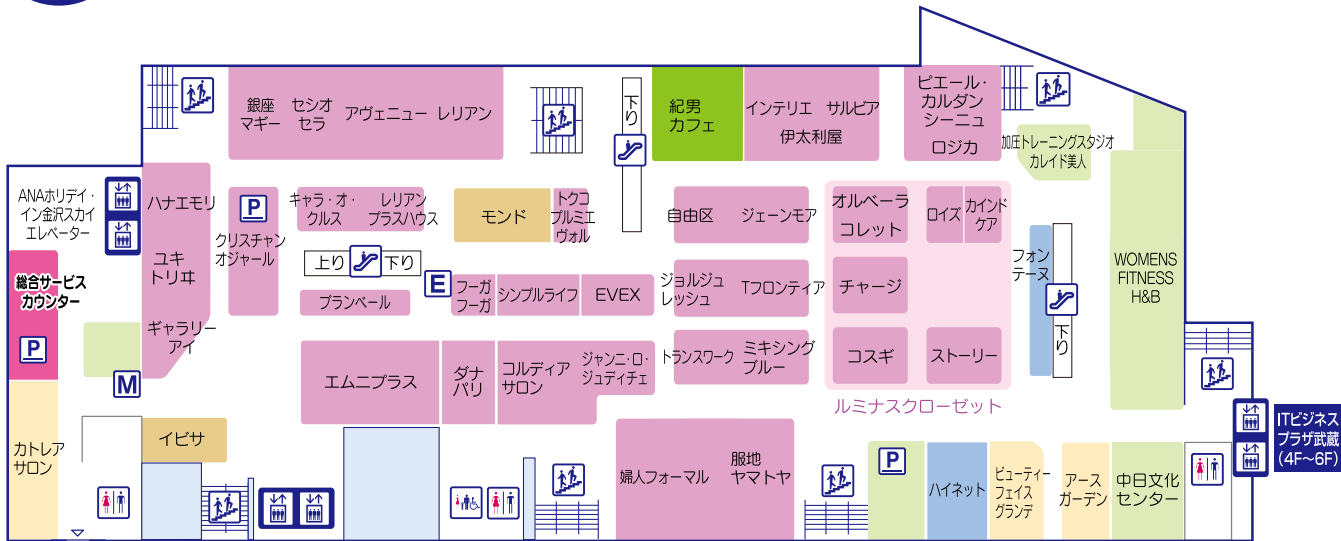 銀座
マギー
セシオ
セラ
アヴェニュー
レリアン
下り
紀男
カフェ
インテリエ
サルビア
伊太利屋
ピエール・
カルダン
シーニュ
ロジカ
加圧トレーニングスタジオ
カレイド美人
ANAホリデイ・
イン金沢スカイ
エレベーター
ハナエモリ
ユキ
トリヰ
ギャラリー
アイ
P
クリスチャン
オジャール
キャラ・オ・
クルス
レリアン
プラスハウス
モンド
トクコ
プルミエ
ヴォル
自由区
ジェーンモア
オルベーラ
コレット
ロイズ
カインド
ケア
フォン
テーヌ
下り
WOMENS
FITNESS
H&B
総合サービス
カウンター
P
上り
下り
E
ブランベール
フーガ
フーガ
シンプルライフ
EVEX
ジョルジュ
レッシュ
Tフロンティア
チャージ
M
エムニプラス
ダナ
パリ
コルディア
サロン
ジャンニ・ロ・
ジュディチェ
トランスワーク
ミキシング
ブルー
コスギ
ストーリー
ルミナスクローゼット
カトレア
サロン
イビサ
婦人フォーマル
服地
ヤマトヤ
P
ハイネット
ビューティー
フェイス
グランデ
アース
ガーデン
中日文化
センター
ITビジネス
プラザ武蔵
(4F〜6F)